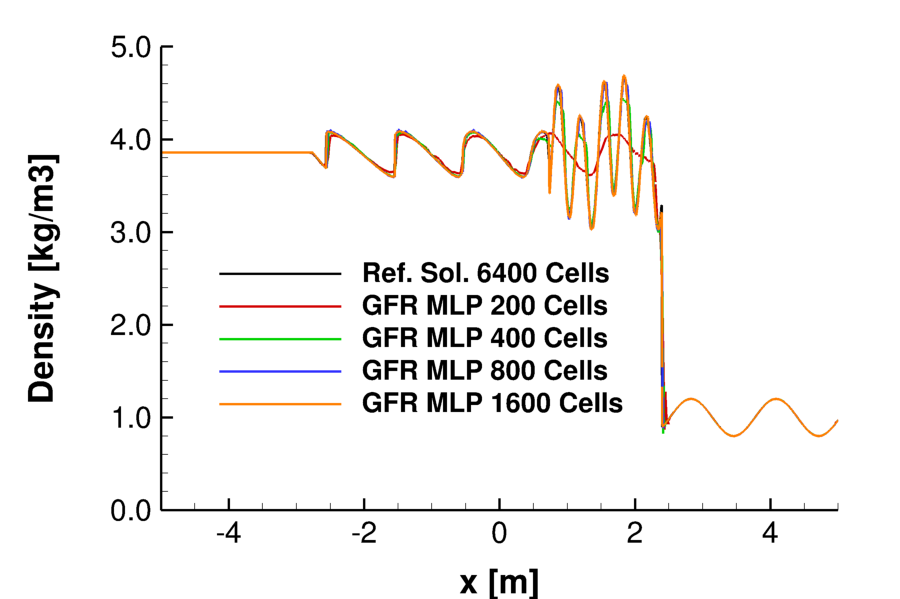 5.0
4.0
3.0
2.0
1.0
0.0
Density [kg/m3]
Ref. Sol. 6400 Cells
GFR MLP 200 Cells
GFR MLP 400 Cells
GFR MLP 800 Cells
GFR MLP 1600 Cells
-4 -2 0 2 4
x [m]